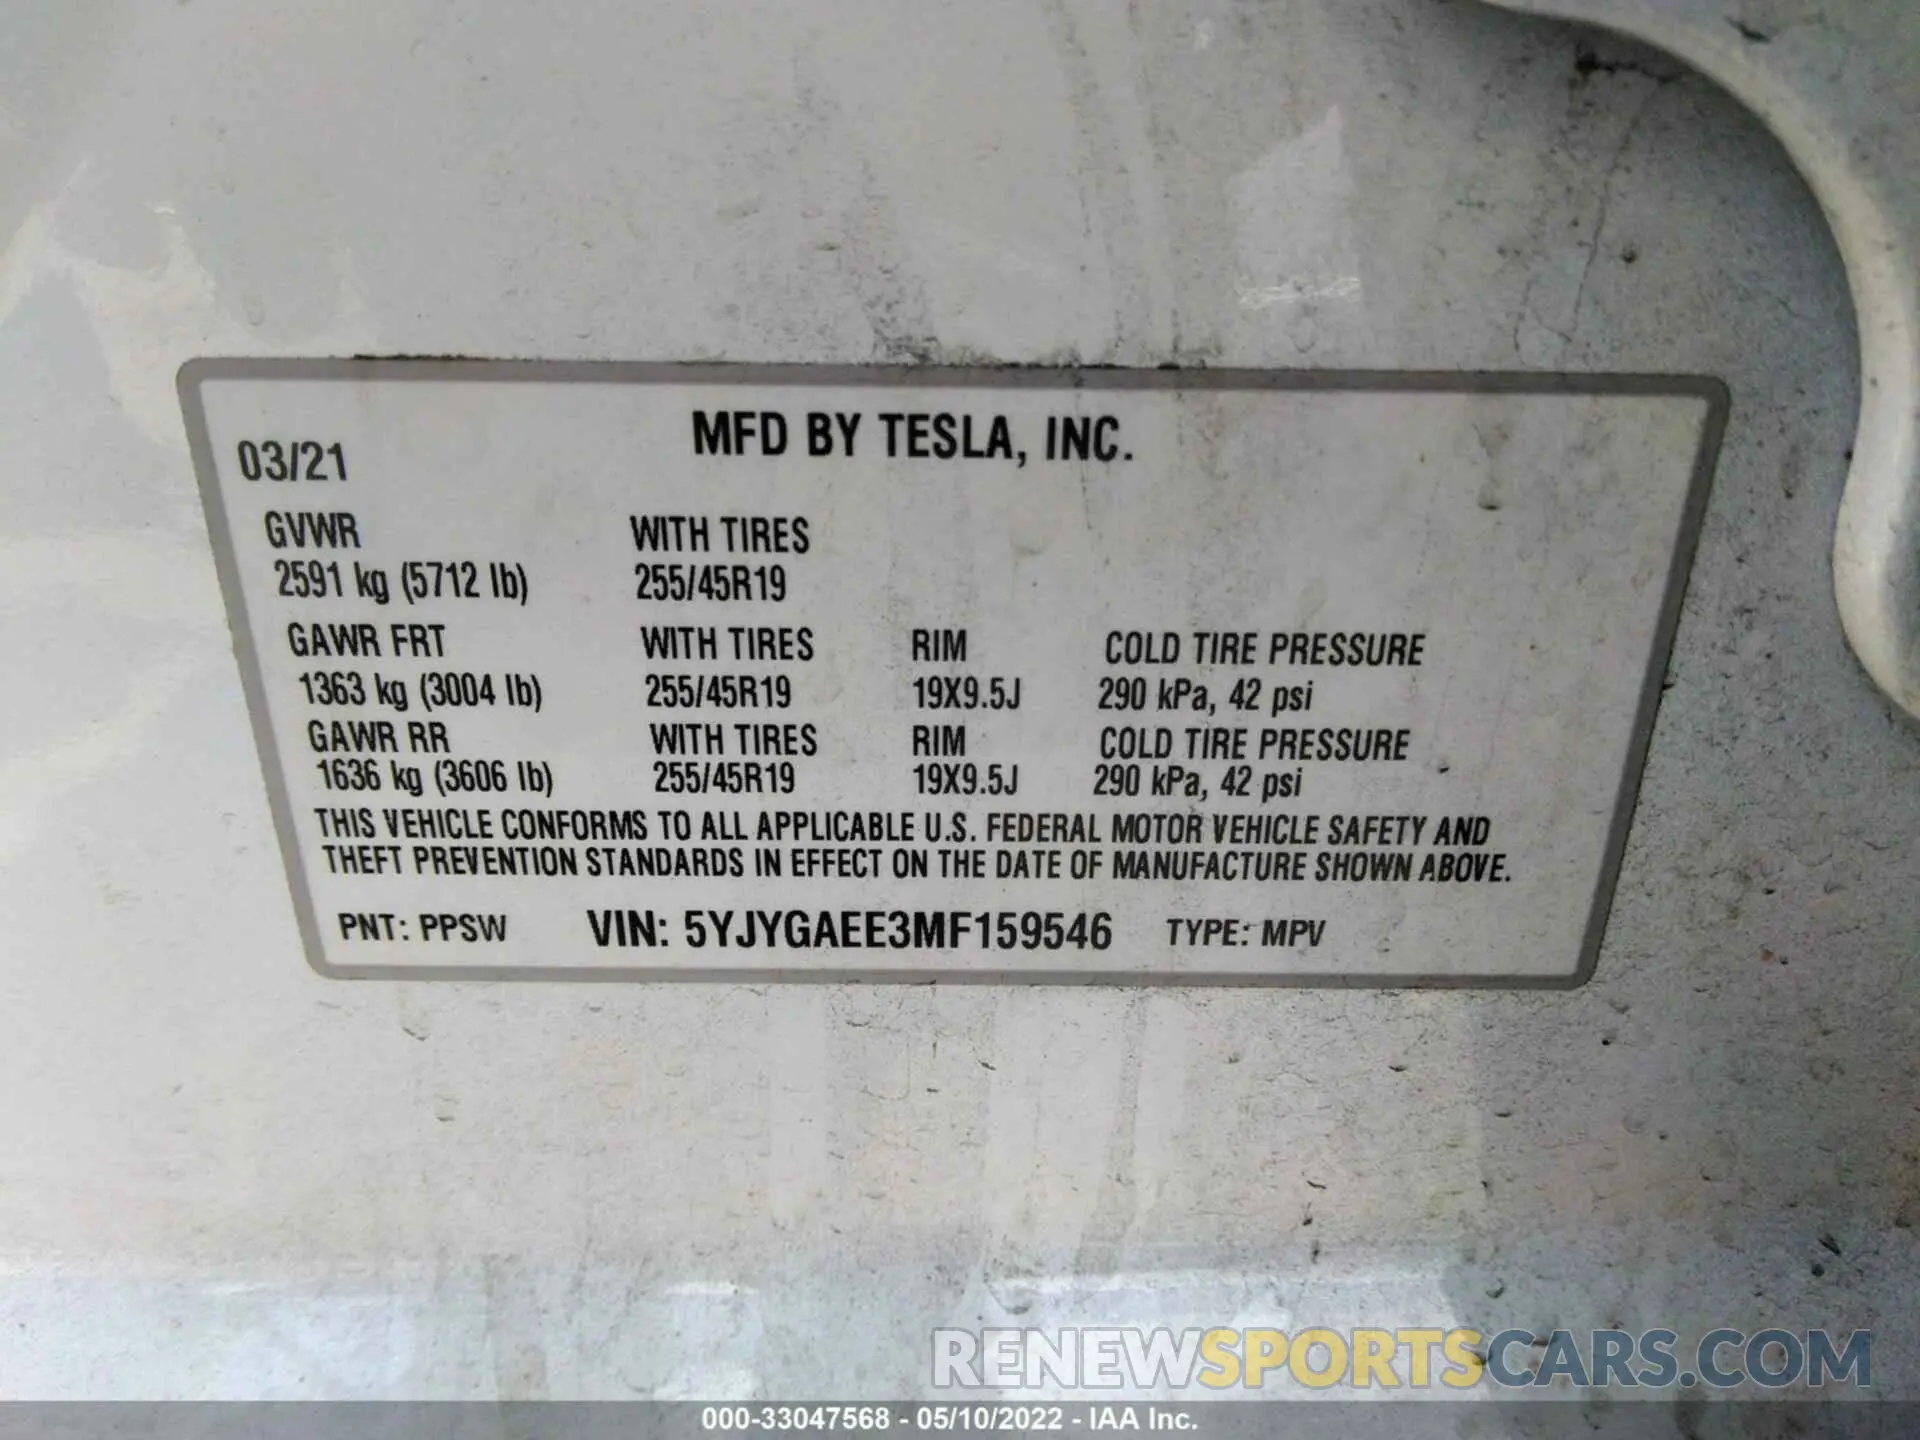 MFD BY TESLA, INC.
03/21
GVWR WITH TIRES
2591 kg (5712 lb) 255/45R19
GAWR FRT WITH TIRES RIM COLD TIRE PRESSURE
1363 kg (3004 lb) 255/45R19 19X9.5J 290 kPa, 42 psi
GAWR RR WITH TIRES RIM COLD TIRE PRESSURE
1636 kg (3606 lb) 255/45R19 19X9.5J 290 kPa, 42 psi
THIS VEHICLE CONFORMS TO ALL APPLICABLE U.S. FEDERAL MOTOR VEHICLE SAFETY AND
THEFT PREVENTION STANDARDS IN EFFECT ON THE DATE OF MANUFACTURE SHOWN ABOVE.
PNT: PPSW VIN: 5YJYGAEE3MF159546 TYPE: MPV
RENEWSPORTSCARS.COM
000-33047568 - 05/10/2022 - IAA Inc.